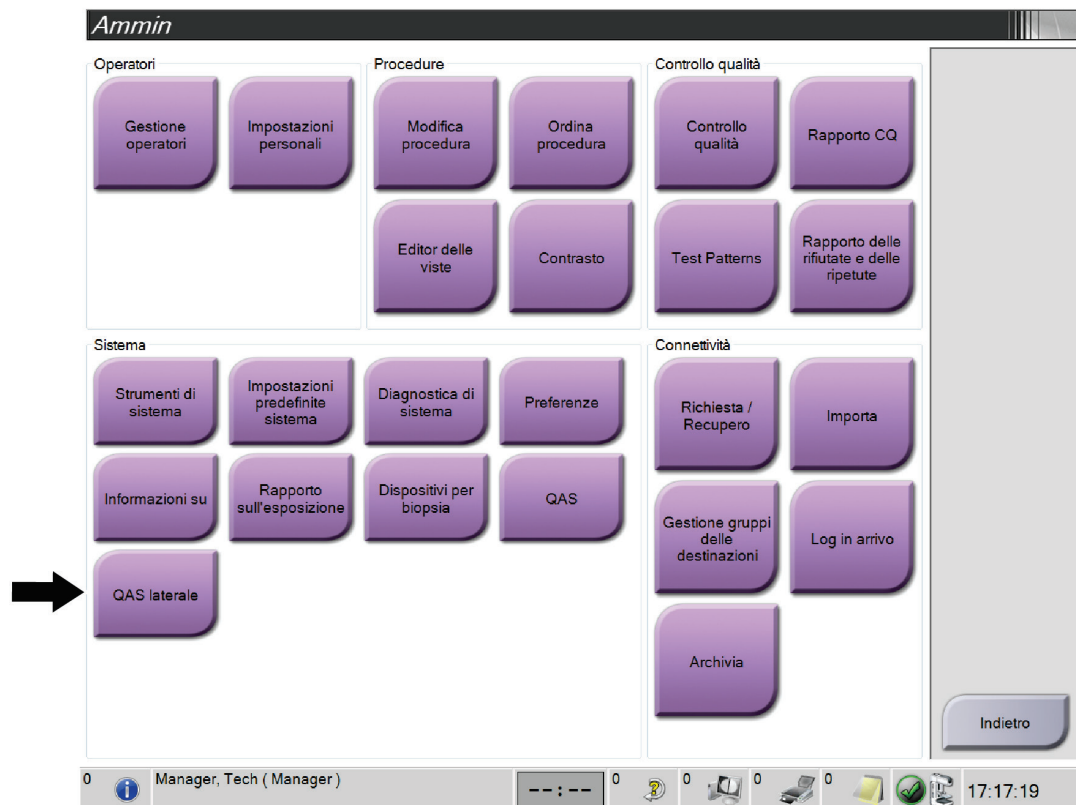 Ammin
Operatori
Gestione
operatori
Impostazioni
personali
Procedure
Modifica
procedura
Ordina
procedura
Editor delle
viste
Contrasto
Controllo qualità
Controllo
qualità
Rapporto CQ
Test Patterns
Rapporto delle
rifiutate e delle
ripetute
Sistema
Strumenti di
sistema
Impostazioni
predefinite
sistema
Diagnostica di
sistema
Preferenze
Informazioni su
Rapporto
sull'esposizione
Dispositivi per
biopsia
QAS
QAS laterale
Connettività
Richiesta /
Recupero
Importa
Gestione gruppi
delle
destinazioni
Log in arrivo
Archivia
Indietro
0 Manager, Tech ( Manager ) --:-- 0 0 0 0 17:17:19